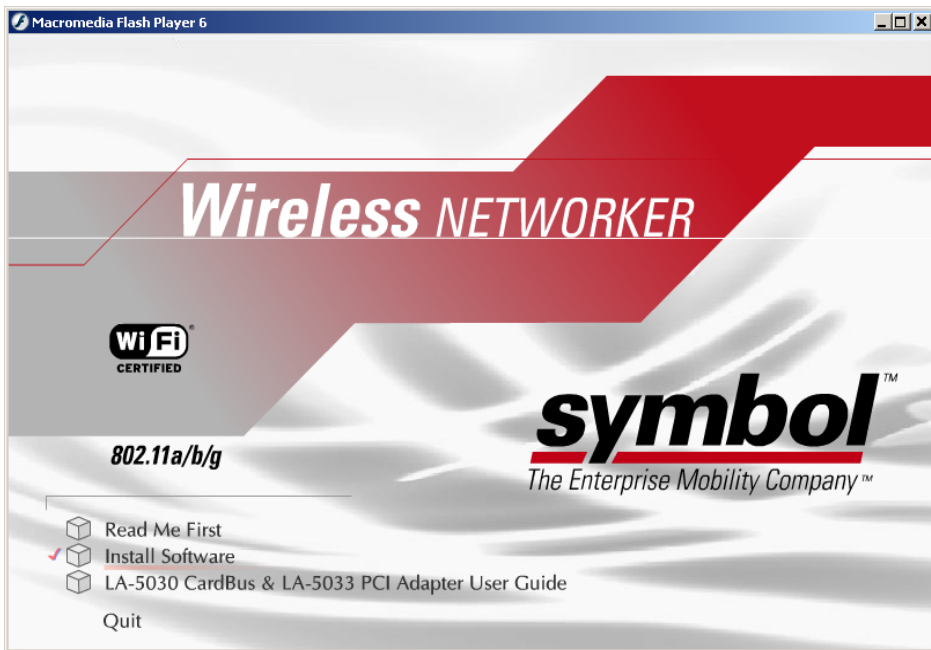 Macromedia Flash Player 6
Wireless NETWORKER
Wi Fi®
CERTIFIED
802.11a/b/g
symbol™
The Enterprise Mobility Company™
Read Me First
Install Software
LA-5030 CardBus & LA-5033 PCI Adapter User Guide
Quit